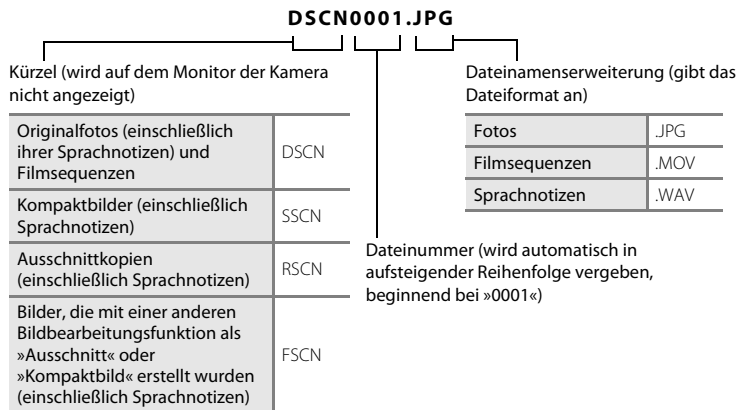 DSCN0001.JPG
Kürzel (wird auf dem Monitor der Kamera
nicht angezeigt)
Originalfotos (einschließlich
ihrer Sprachnotizen) und
Filmsequenzen
DSCN
Kompaktbilder (einschließlich
Sprachnotizen)
SSCN
Ausschnittkopien
(einschließlich Sprachnotizen)
RSCN
Bilder, die mit einer anderen
Bildbearbeitungsfunktion als
»Ausschnitt« oder
»Kompaktbild« erstellt wurden
(einschließlich Sprachnotizen)
FSCN
Dateinamenserweiterung (gibt das
Dateiformat an)
Fotos .JPG
Filmsequenzen .MOV
Sprachnotizen .WAV
Dateinummer (wird automatisch in
aufsteigender Reihenfolge vergeben,
beginnend bei »0001«)